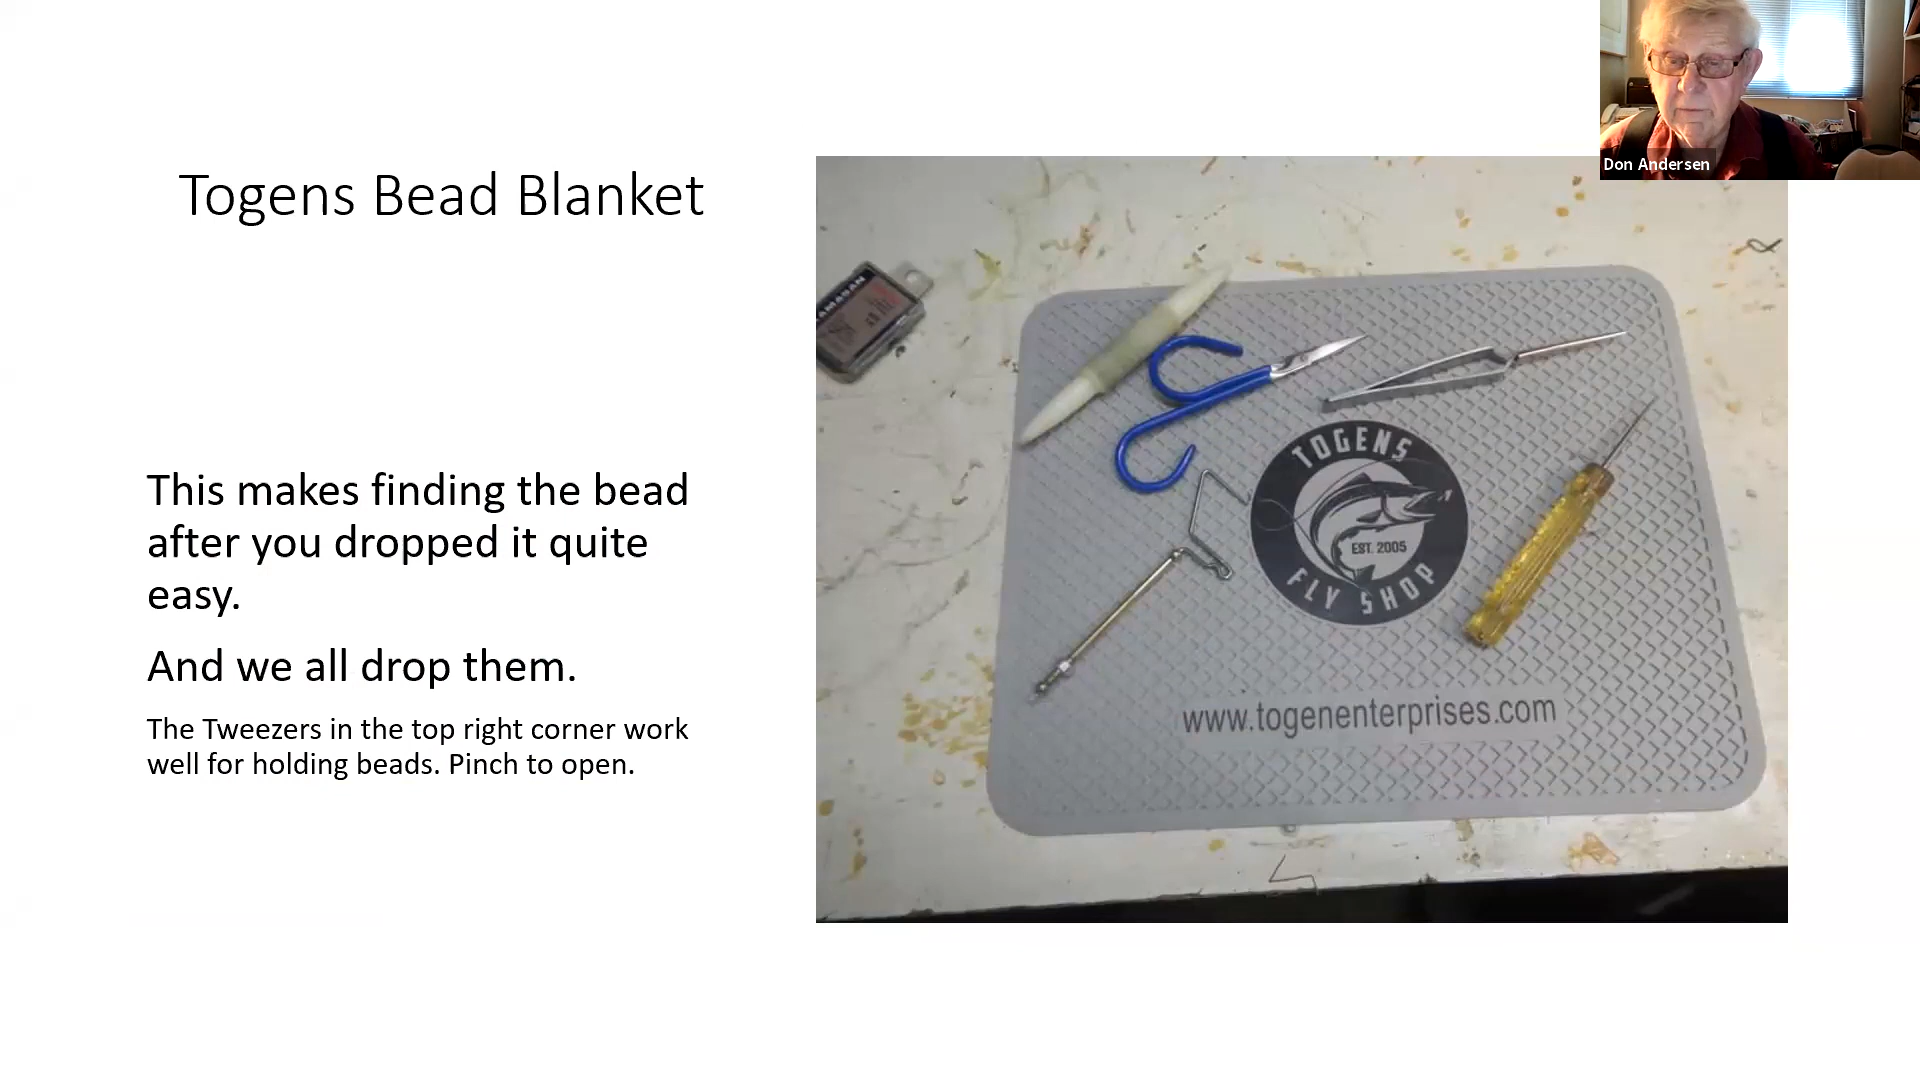 Togens Bead Blanket
This makes finding the bead
after you dropped it quite
easy.
And we all drop them.
The Tweezers in the top right corner work
well for holding beads. Pinch to open.
Don Andersen
TOGENS
EST. 2005
FLY SHOP
www.togenenterprises.com